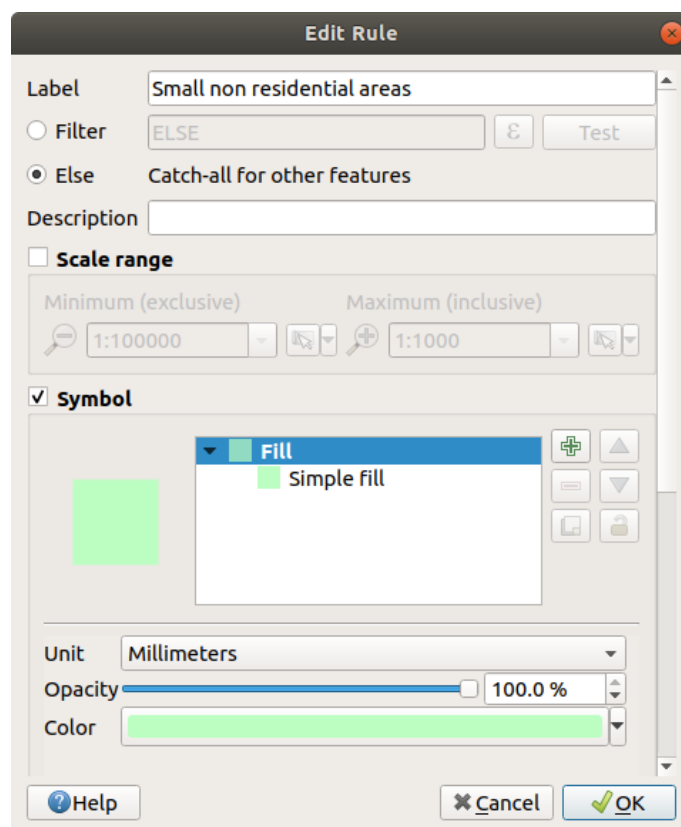 Edit Rule
Label Small non residential areas
Filter ELSE ε Test
Else Catch-all for other features
Description
Scale range
Minimum (exclusive) Maximum (inclusive)
1:100000 1:1000
Symbol
Fill
Simple fill
Unit Millimeters
Opacity 100.0 %
Color
Help Cancel OK